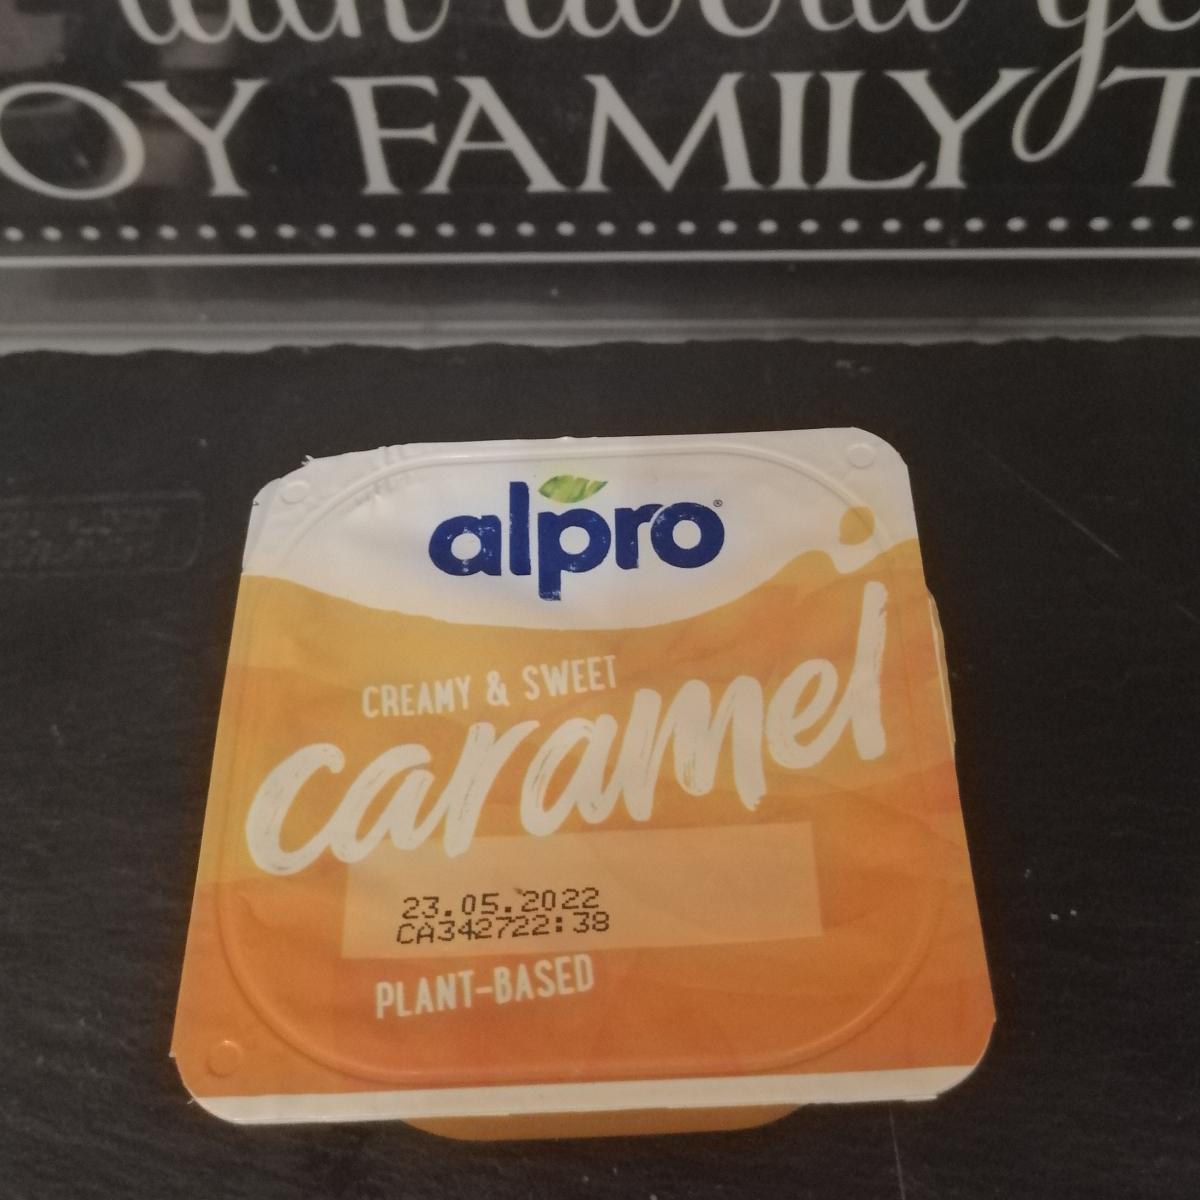 OY FAMILY T
alpro®
CREAMY & SWEET
caramel
23.05.2022
CA342722:38
PLANT-BASED